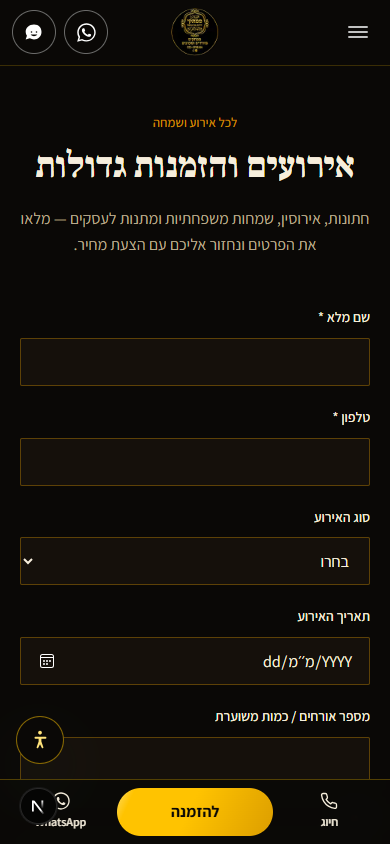 לכל אירוע ושמחה
אירועים והזמנות גדולות
חתונות, אירוסין, שמחות משפחתיות ומתנות לעסקים — מלאו
את הפרטים ונחזור אליכם עם הצעת מחיר.
שם מלא *
טלפון *
סוג האירוע
בחרו
תאריך האירוע
dd/מ״מ/YYYY
מספר אורחים / כמות משוערת
חיוג
להזמנה
WhatsApp
N